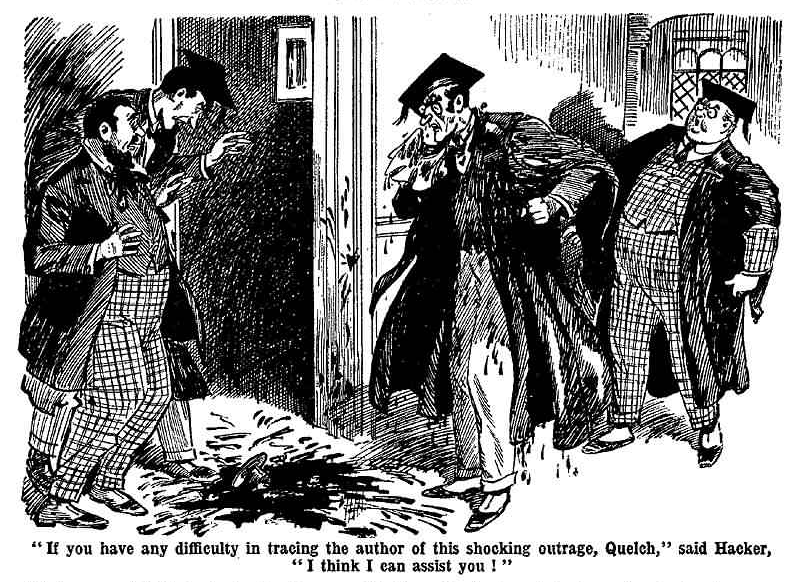 "If you have any difficulty in tracing the author of this shocking outrage, Quelch," said Hacker,
"I think I can assist you!"